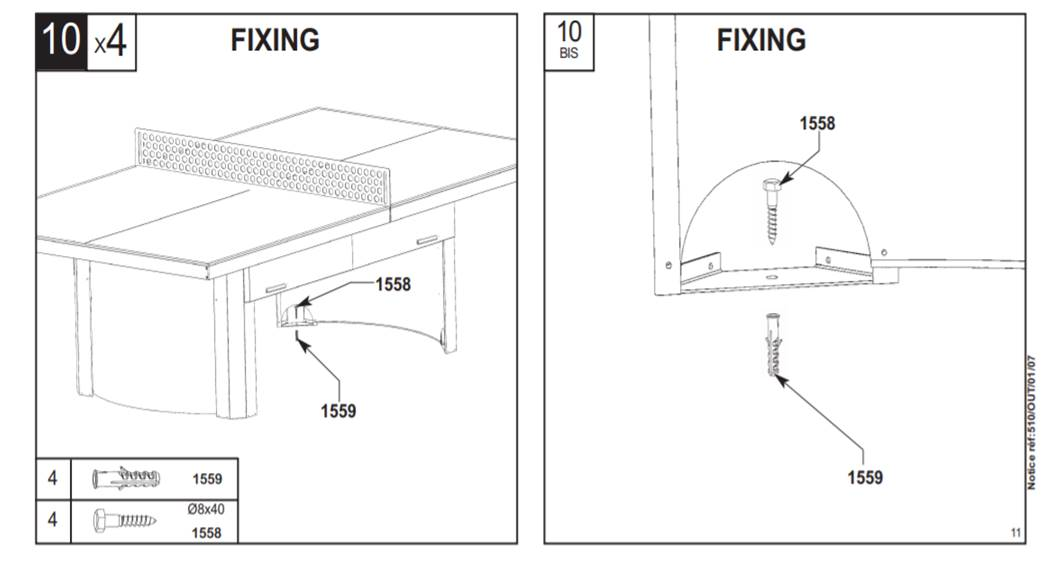 10 x4
FIXING
1558
1559
4 1559
4 Ø8x40
1558
10
BIS
FIXING
1558
1559
Notice réf:510/OUT/01/07
11